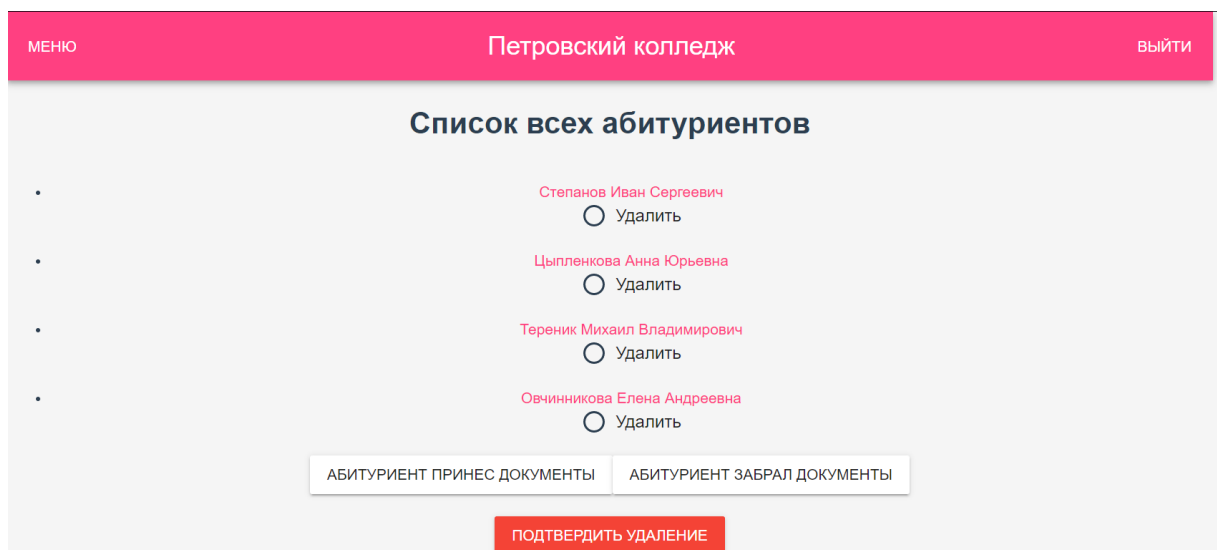 МЕНЮ Петровский колледж ВЫЙТИ
Список всех абитуриентов
• Степанов Иван Сергеевич
Удалить
• Цыпленкова Анна Юрьевна
Удалить
• Тереник Михаил Владимирович
Удалить
• Овчинникова Елена Андреевна
Удалить
АБИТУРИЕНТ ПРИНЕС ДОКУМЕНТЫ АБИТУРИЕНТ ЗАБРАЛ ДОКУМЕНТЫ
ПОДТВЕРДИТЬ УДАЛЕНИЕ